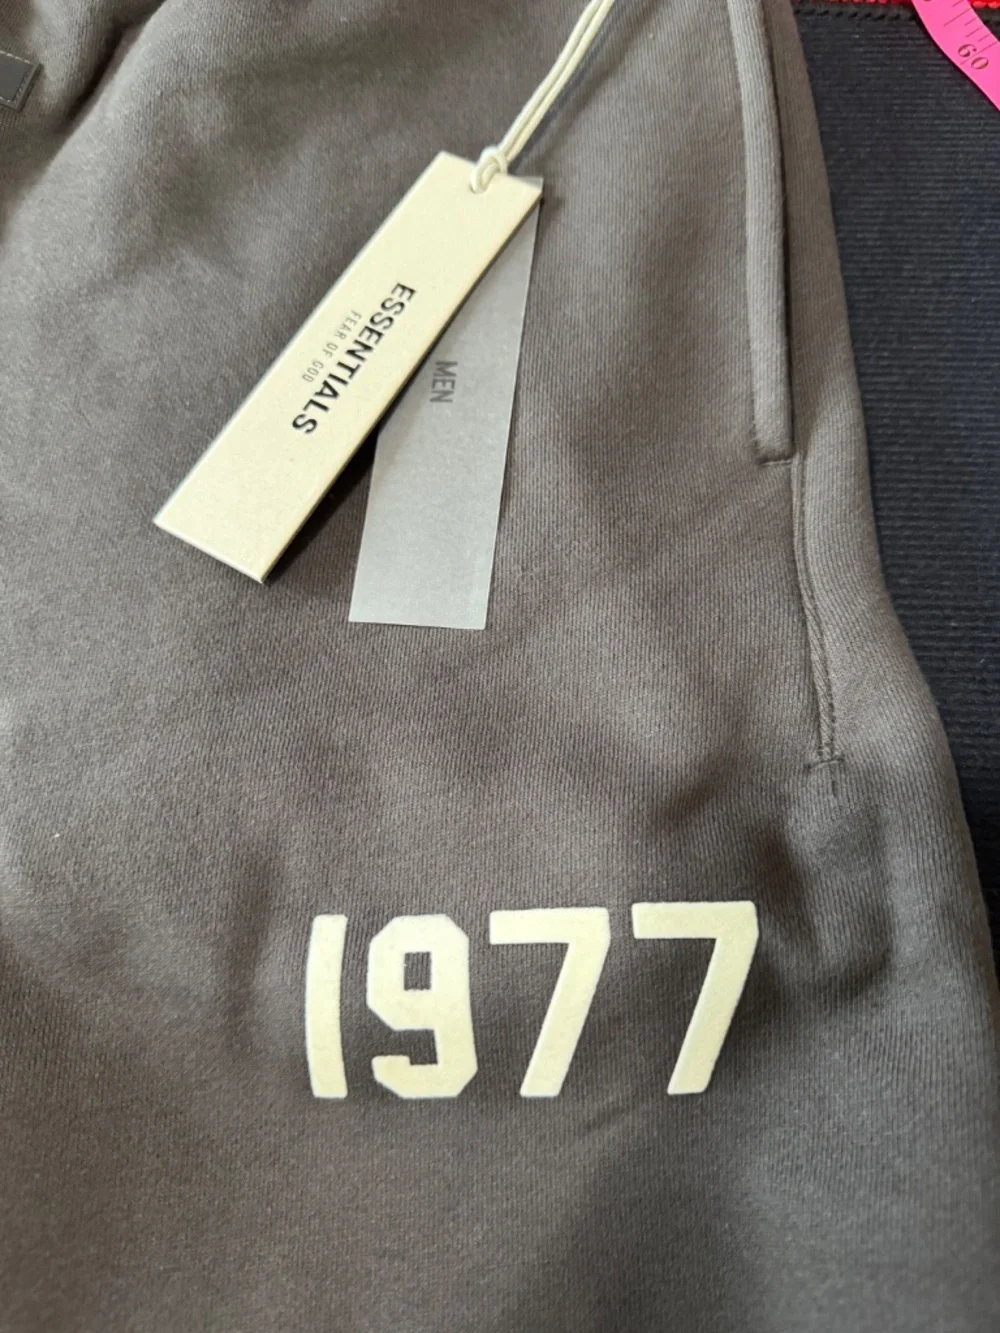 60
ESSENTIALS
FEAR OF GOD
MEN
1977